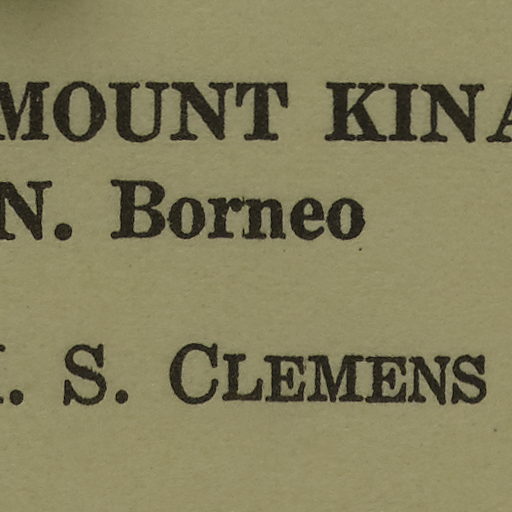 MOUNT KINA
N. Borneo
. S. CLEMENS